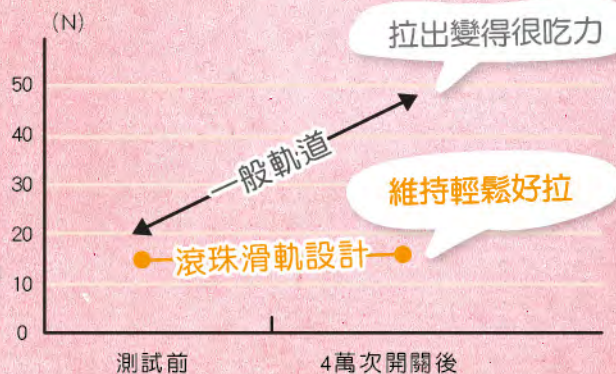 (N)
拉出變得很吃力
50
40
一般軌道
30
維持輕鬆好拉
20
滾珠滑軌設計
10
0
測試前
4萬次開關後